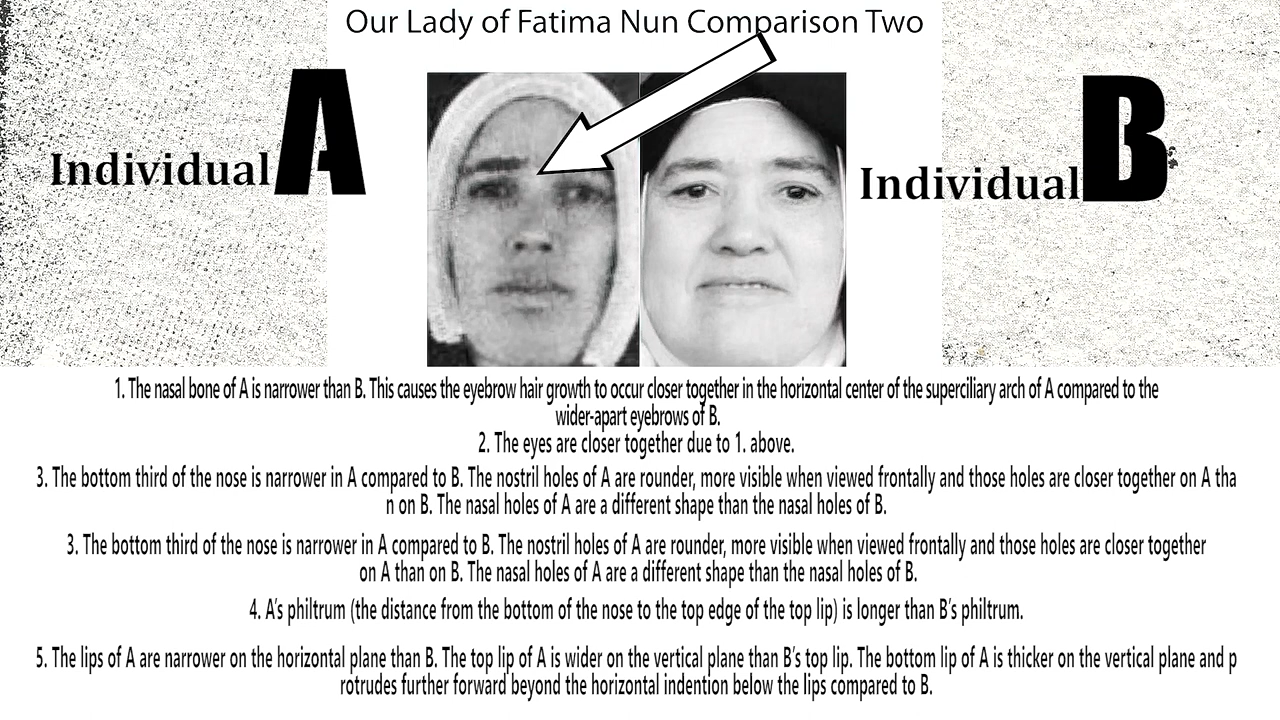 Our Lady of Fatima Nun Comparison Two
Individual A
Individual B
1. The nasal bone of A is narrower than B. This causes the eyebrow hair growth to occur closer together in the horizontal center of the superciliary arch of A compared to the
wider-apart eyebrows of B.
2. The eyes are closer together due to 1. above.
3. The bottom third of the nose is narrower in A compared to B. The nostril holes of A are rounder, more visible when viewed frontally and those holes are closer together on A tha
n on B. The nasal holes of A are a different shape than the nasal holes of B.
3. The bottom third of the nose is narrower in A compared to B. The nostril holes of A are rounder, more visible when viewed frontally and those holes are closer together
on A than on B. The nasal holes of A are a different shape than the nasal holes of B.
4. A’s philtrum (the distance from the bottom of the nose to the top edge of the top lip) is longer than B’s philtrum.
5. The lips of A are narrower on the horizontal plane than B. The top lip of A is wider on the vertical plane than B’s top lip. The bottom lip of A is thicker on the vertical plane and p
rotrudes further forward beyond the horizontal indention below the lips compared to B.